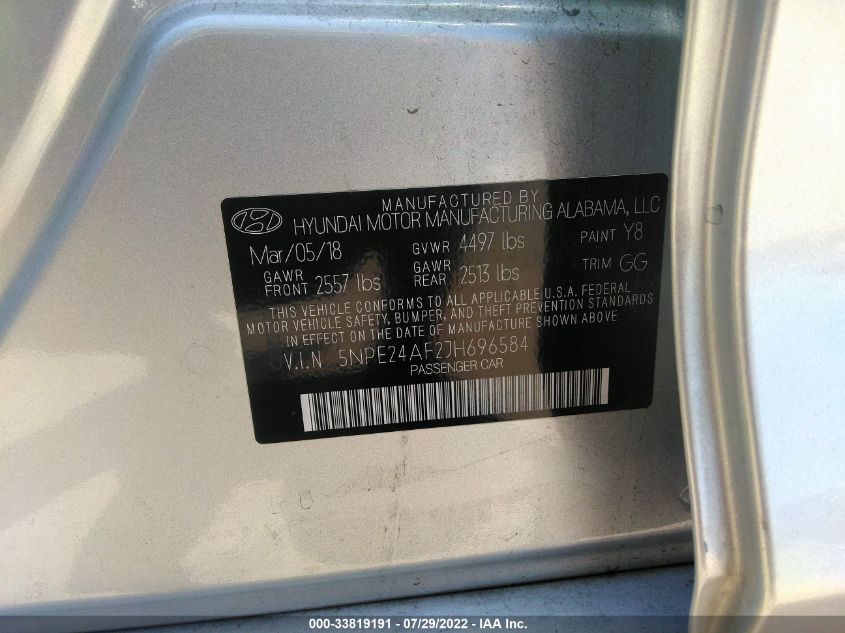 MANUFACTURED BY
HYUNDAI MOTOR MANUFACTURING ALABAMA, LLC
Mar/05/18 GVWR 4497 lbs PAINT Y8
GAWR FRONT 2557 lbs GAWR REAR 2513 lbs TRIM GG
THIS VEHICLE CONFORMS TO ALL APPLICABLE U.S.A. FEDERAL
MOTOR VEHICLE SAFETY, BUMPER, AND THEFT PREVENTION STANDARDS
IN EFFECT ON THE DATE OF MANUFACTURE SHOWN ABOVE
V.I.N 5NPE24AF2JH696584
PASSENGER CAR
000-33819191 - 07/29/2022 - IAA Inc.